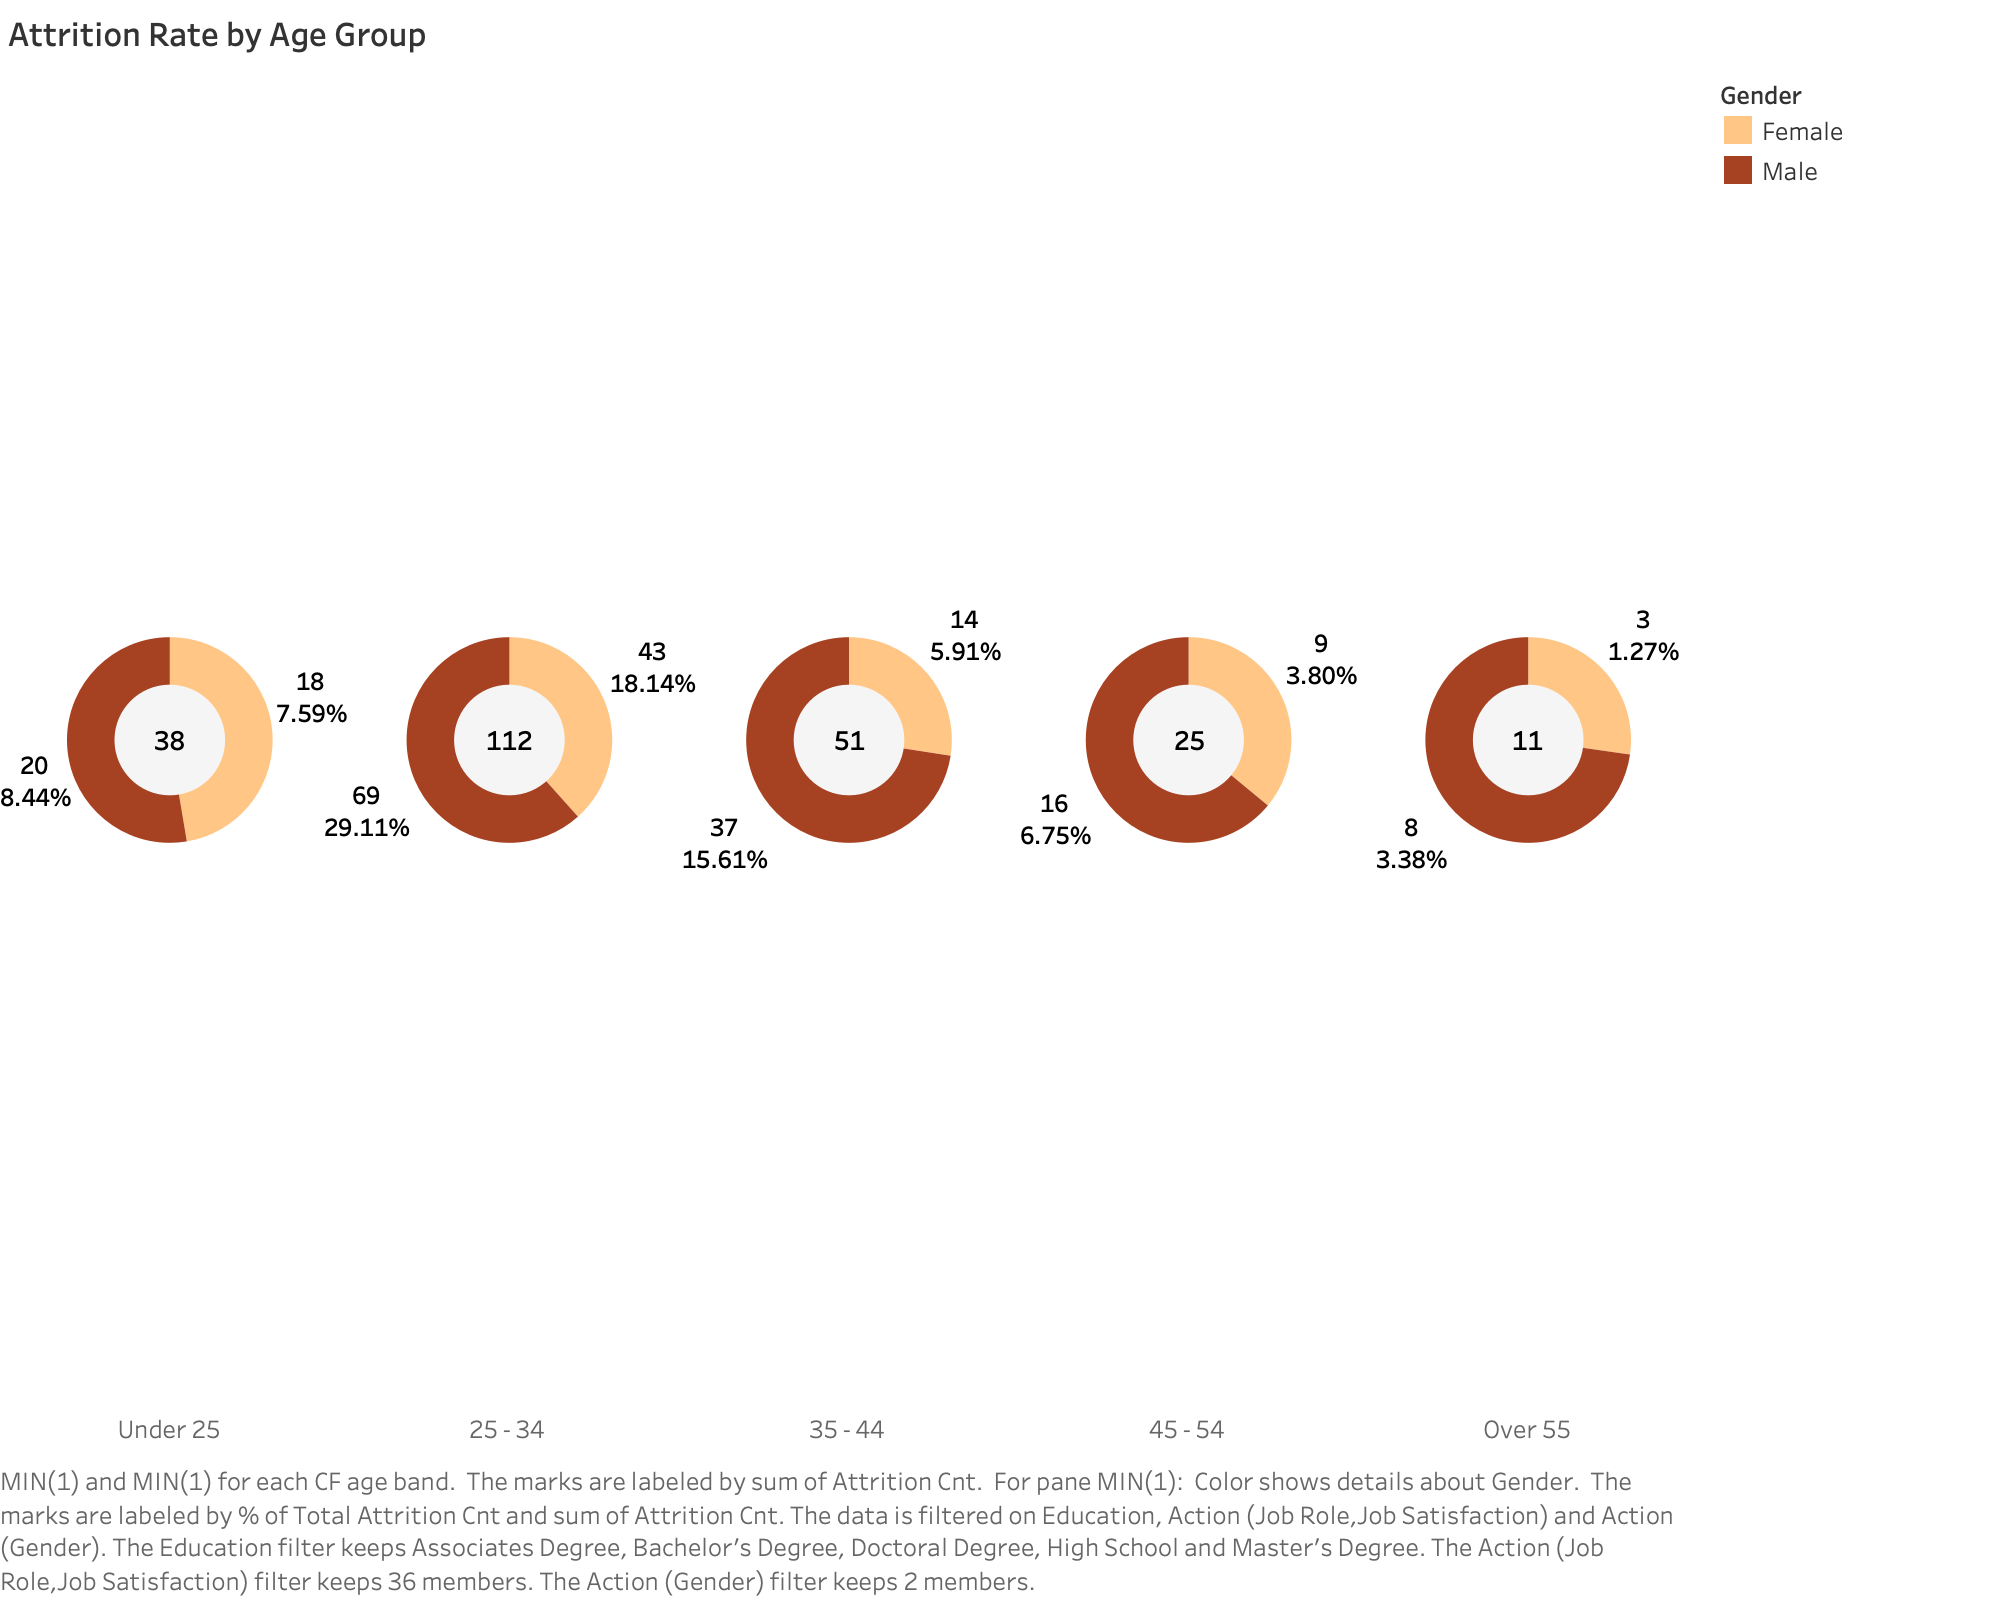 Attrition Rate by Age Group
Gender
Female
Male
38
18
7.59%
20
8.44%
112
43
18.14%
69
29.11%
51
14
5.91%
37
15.61%
25
9
3.80%
16
6.75%
11
3
1.27%
8
3.38%
Under 25
25 - 34
35 - 44
45 - 54
Over 55
MIN(1) and MIN(1) for each CF age band.  The marks are labeled by sum of Attrition Cnt.  For pane MIN(1):  Color shows details about Gender.  The
marks are labeled by % of Total Attrition Cnt and sum of Attrition Cnt. The data is filtered on Education, Action (Job Role,Job Satisfaction) and Action
(Gender). The Education filter keeps Associates Degree, Bachelor’s Degree, Doctoral Degree, High School and Master’s Degree. The Action (Job
Role,Job Satisfaction) filter keeps 36 members. The Action (Gender) filter keeps 2 members.